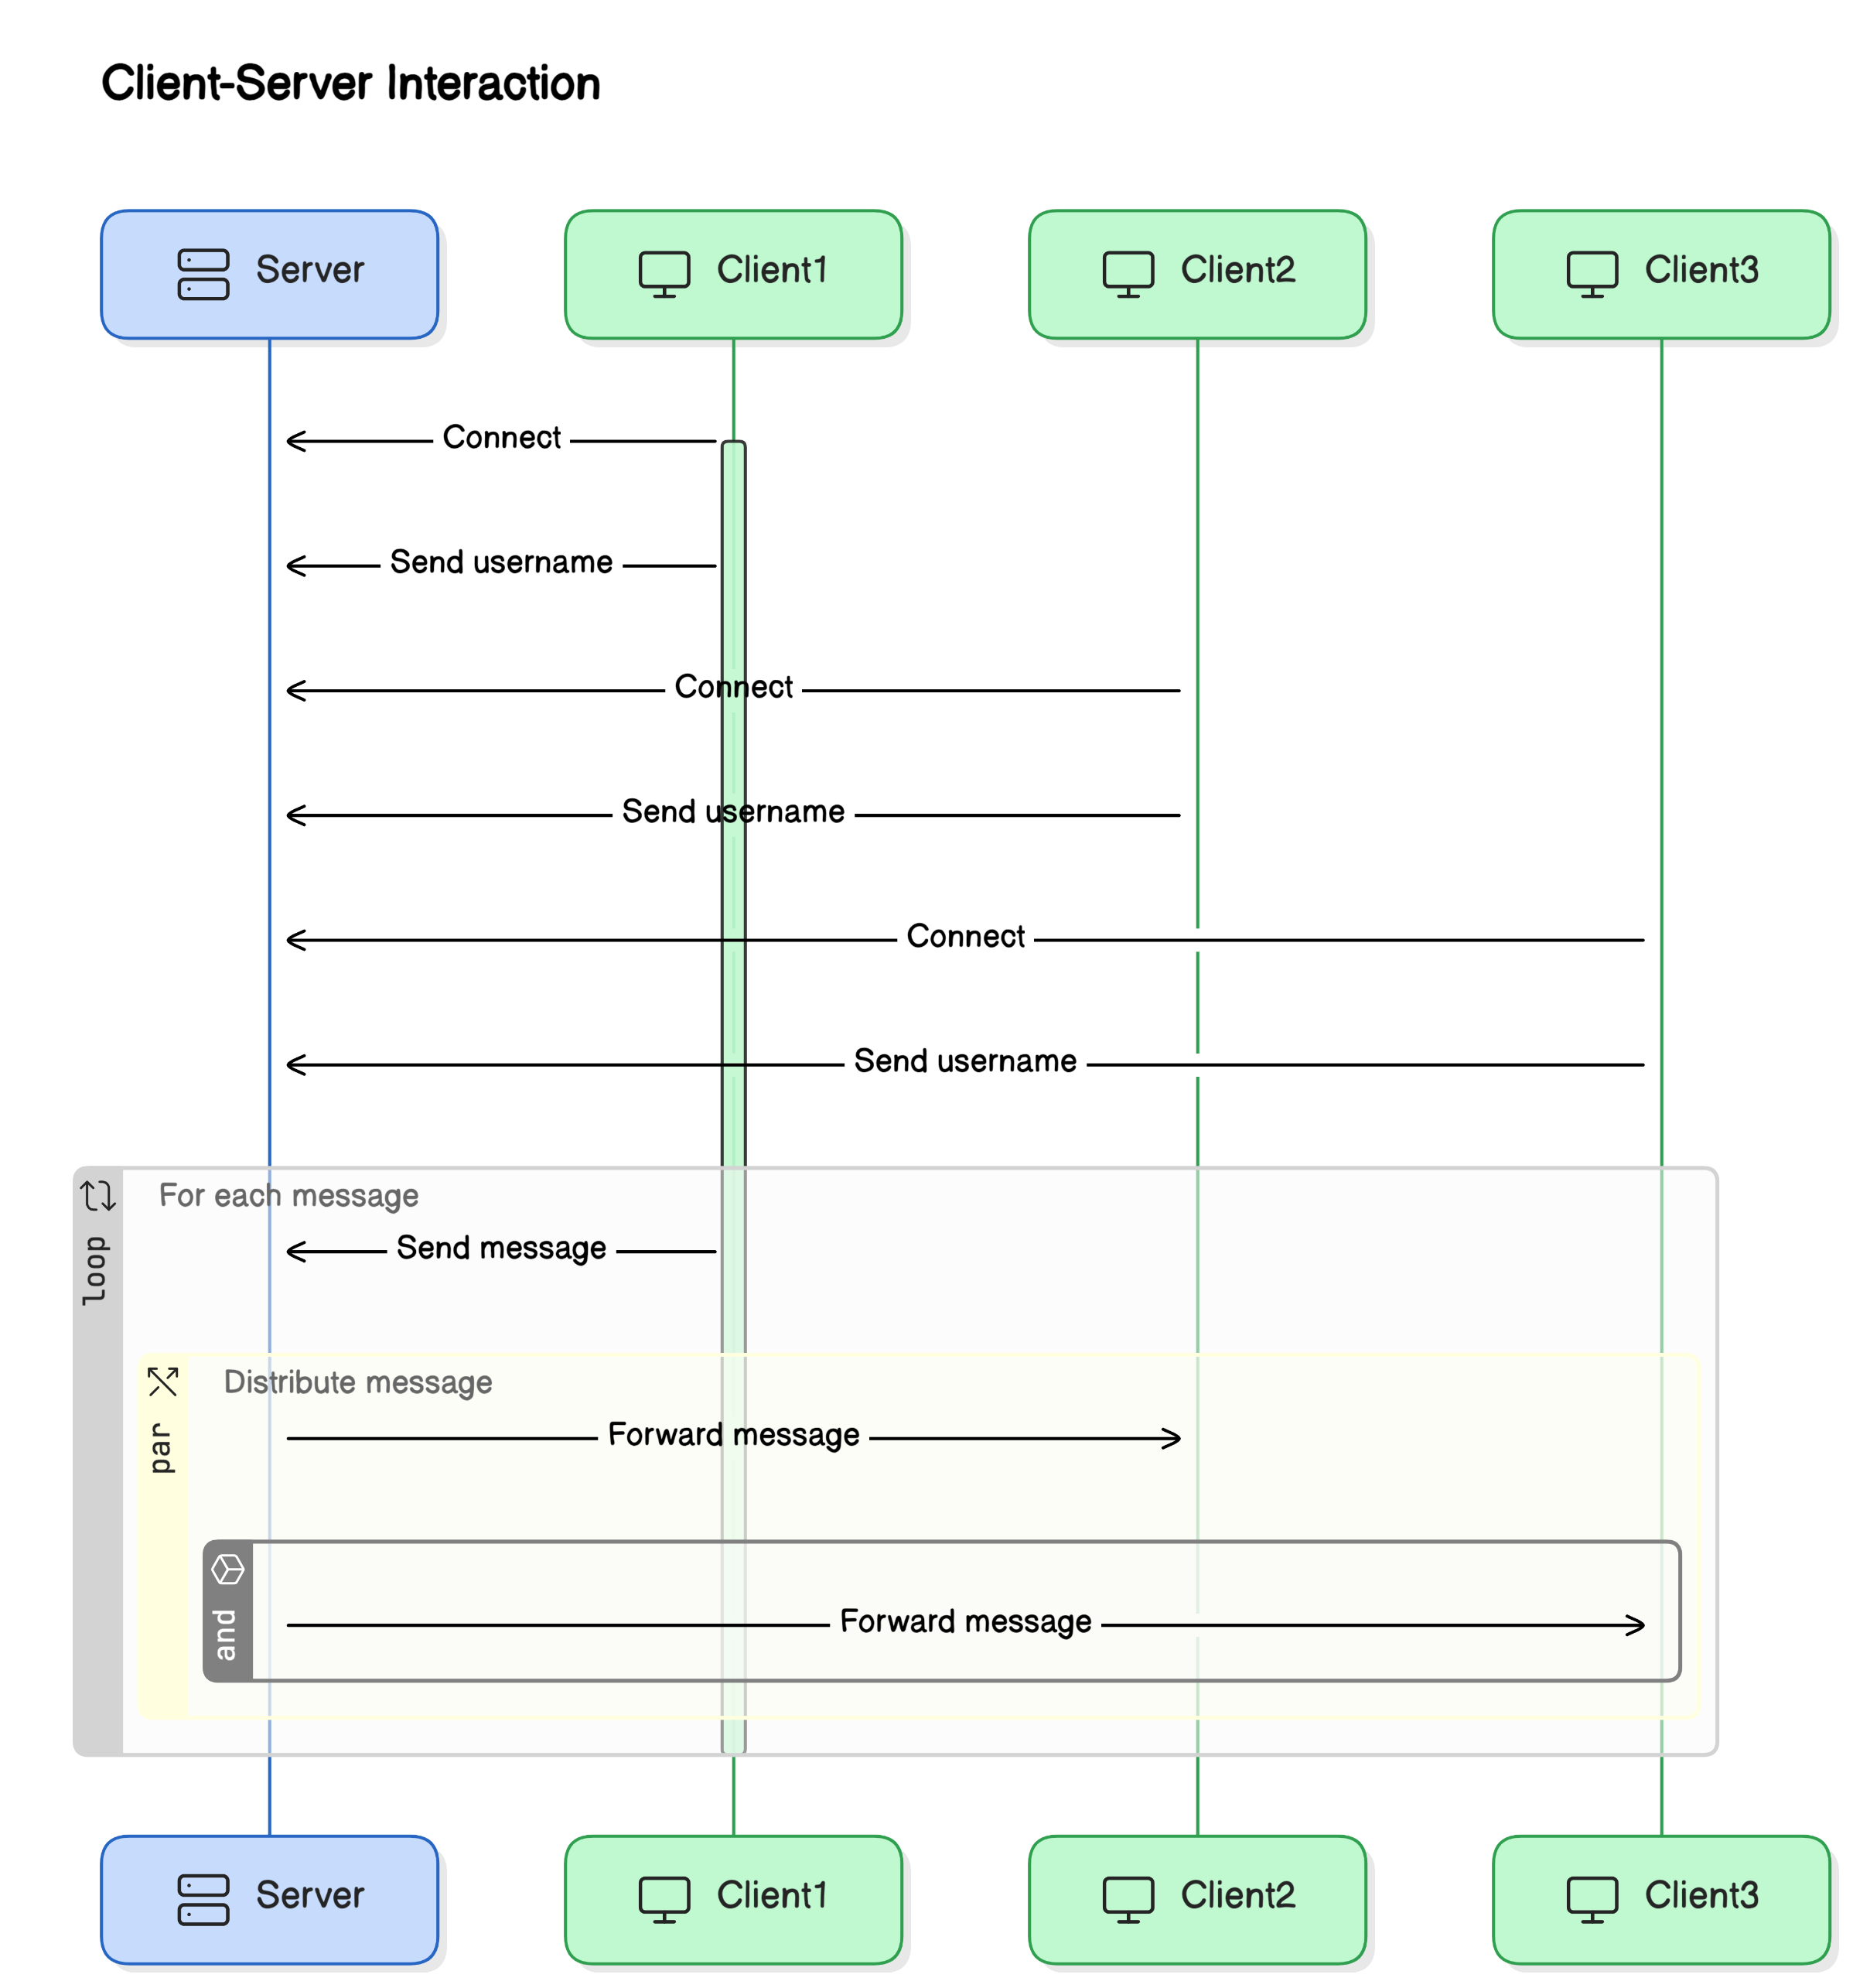 Client-Server Interaction
Server
Client1
Client2
Client3
Connect
Send username
Connect
Send username
Connect
Send username
loop
For each message
Send message
par
Distribute message
Forward message
and
Forward message
Server
Client1
Client2
Client3